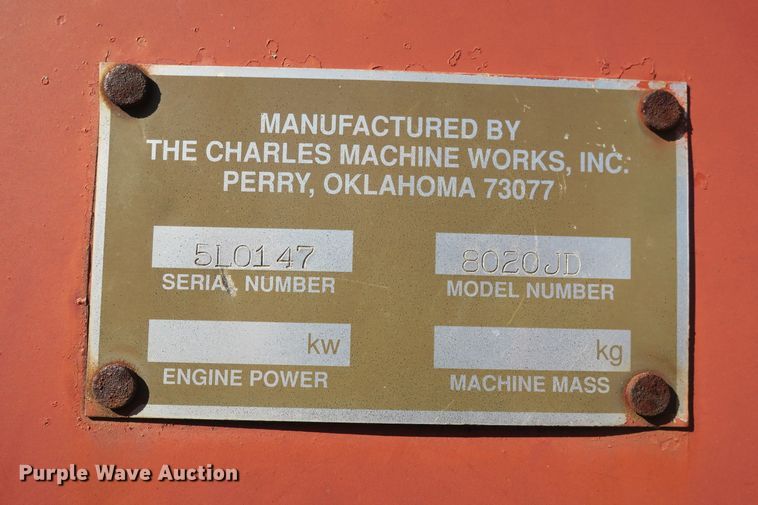 MANUFACTURED BY
THE CHARLES MACHINE WORKS, INC.
PERRY, OKLAHOMA 73077
5L0147
SERIAL NUMBER
8020JD
MODEL NUMBER
kw
ENGINE POWER
kg
MACHINE MASS
Purple Wave Auction